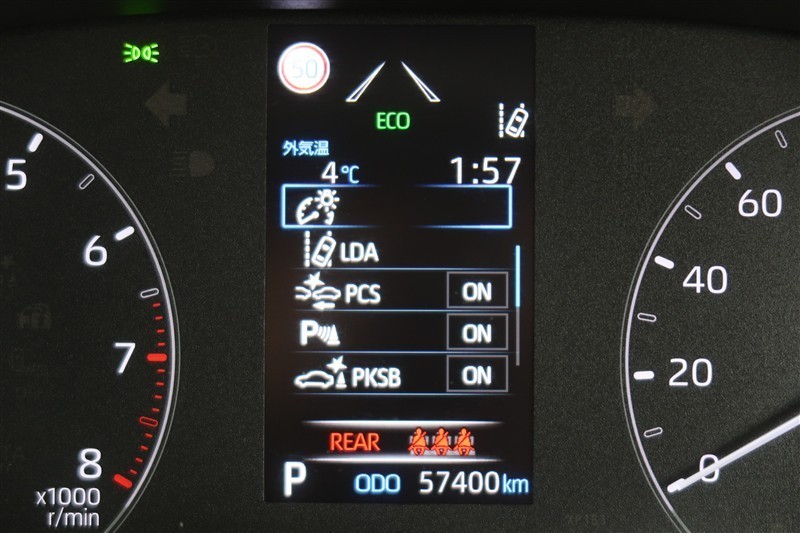 50
ECO
外気温
4℃ 1:57
LDA
PCS ON
P ON
PKSB ON
REAR
P ODO 57400km
5
6
7
8
x1000
r/min
60
40
20
0